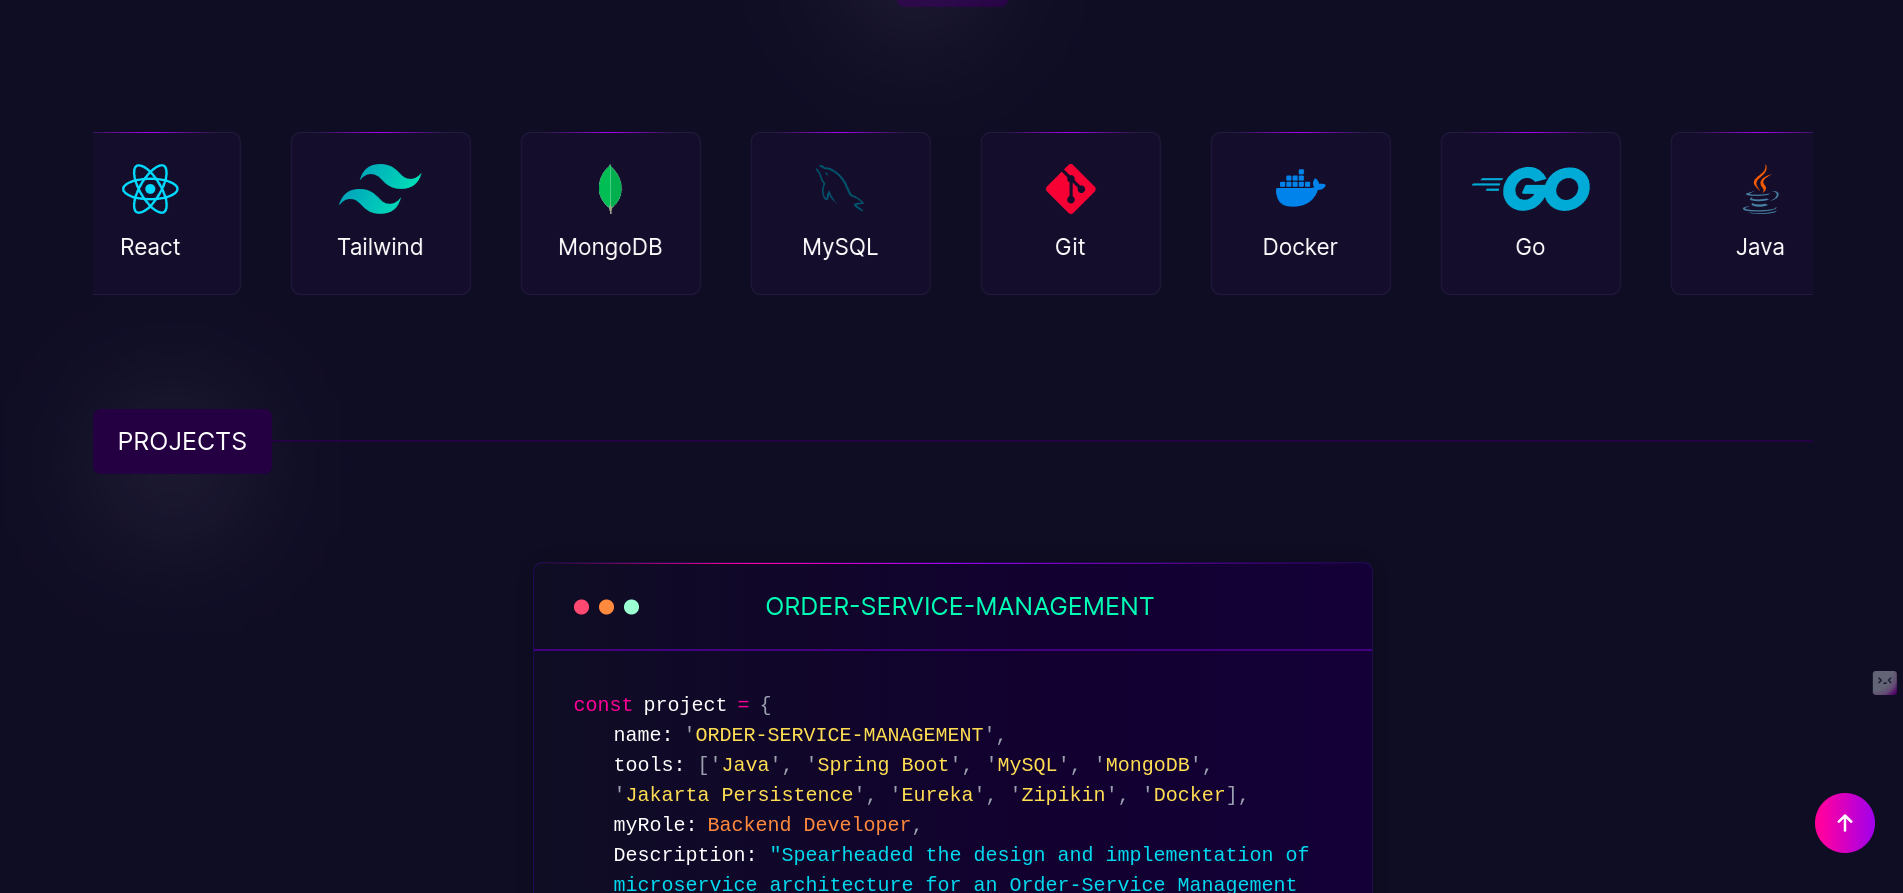 React
Tailwind
MongoDB
MySQL
Git
Docker
GO
Go
Java
PROJECTS
ORDER-SERVICE-MANAGEMENT
const project = {
name: 'ORDER-SERVICE-MANAGEMENT',
tools: ['Java', 'Spring Boot', 'MySQL', 'MongoDB',
'Jakarta Persistence', 'Eureka', 'Zipikin', 'Docker],
myRole: Backend Developer,
Description: "Spearheaded the design and implementation of
microservice architecture for an Order-Service Management